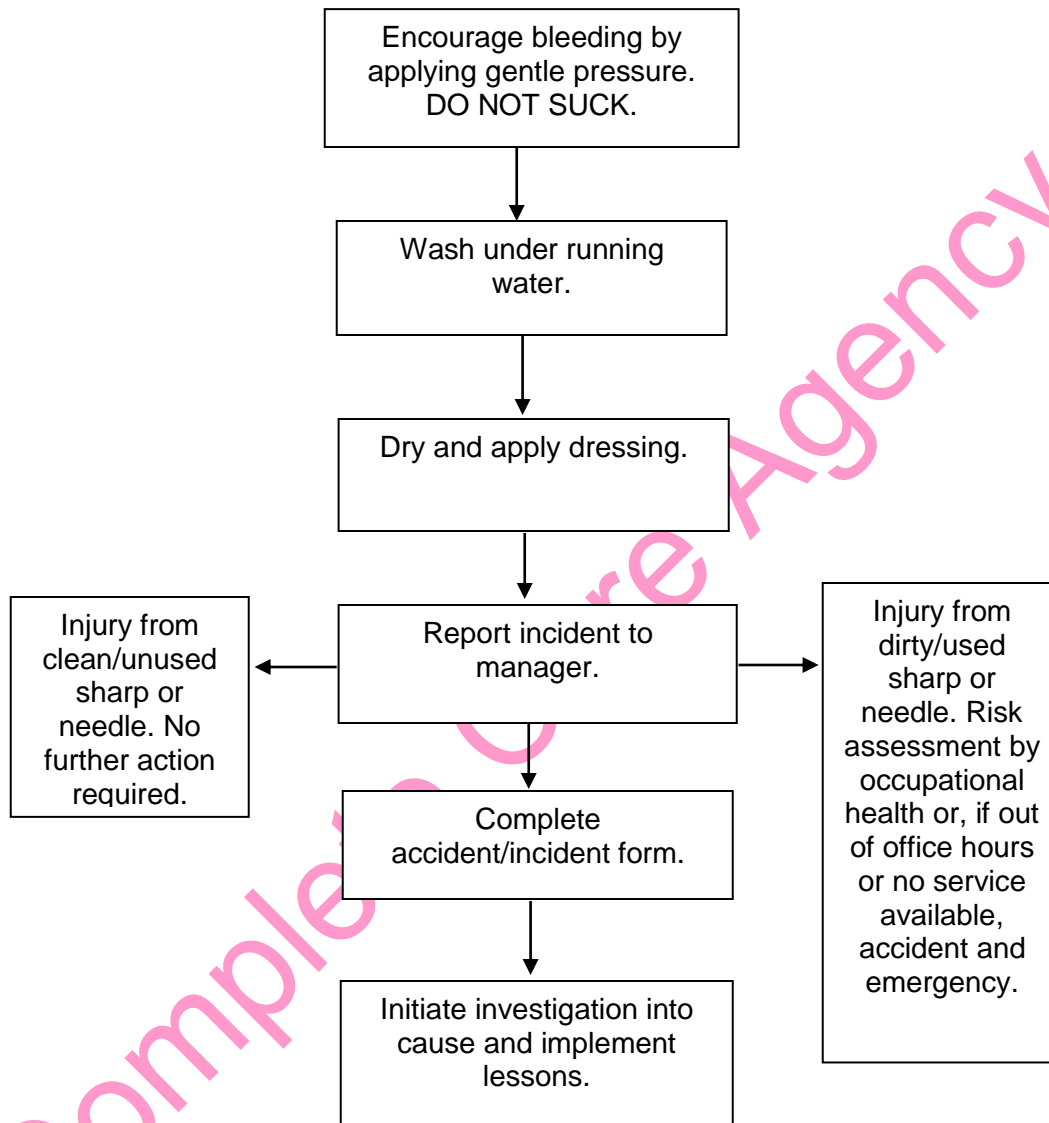 Encourage bleeding by
applying gentle pressure.
DO NOT SUCK.
Wash under running
water.
Dry and apply dressing.
Report incident to
manager.
Injury from
clean/unused
sharp or
needle. No
further action
required.
Injury from
dirty/used
sharp or
needle. Risk
assessment by
occupational
health or, if out
of office hours
or no service
available,
accident and
emergency.
Complete
accident/incident form.
Initiate investigation into
cause and implement
lessons.
Agency